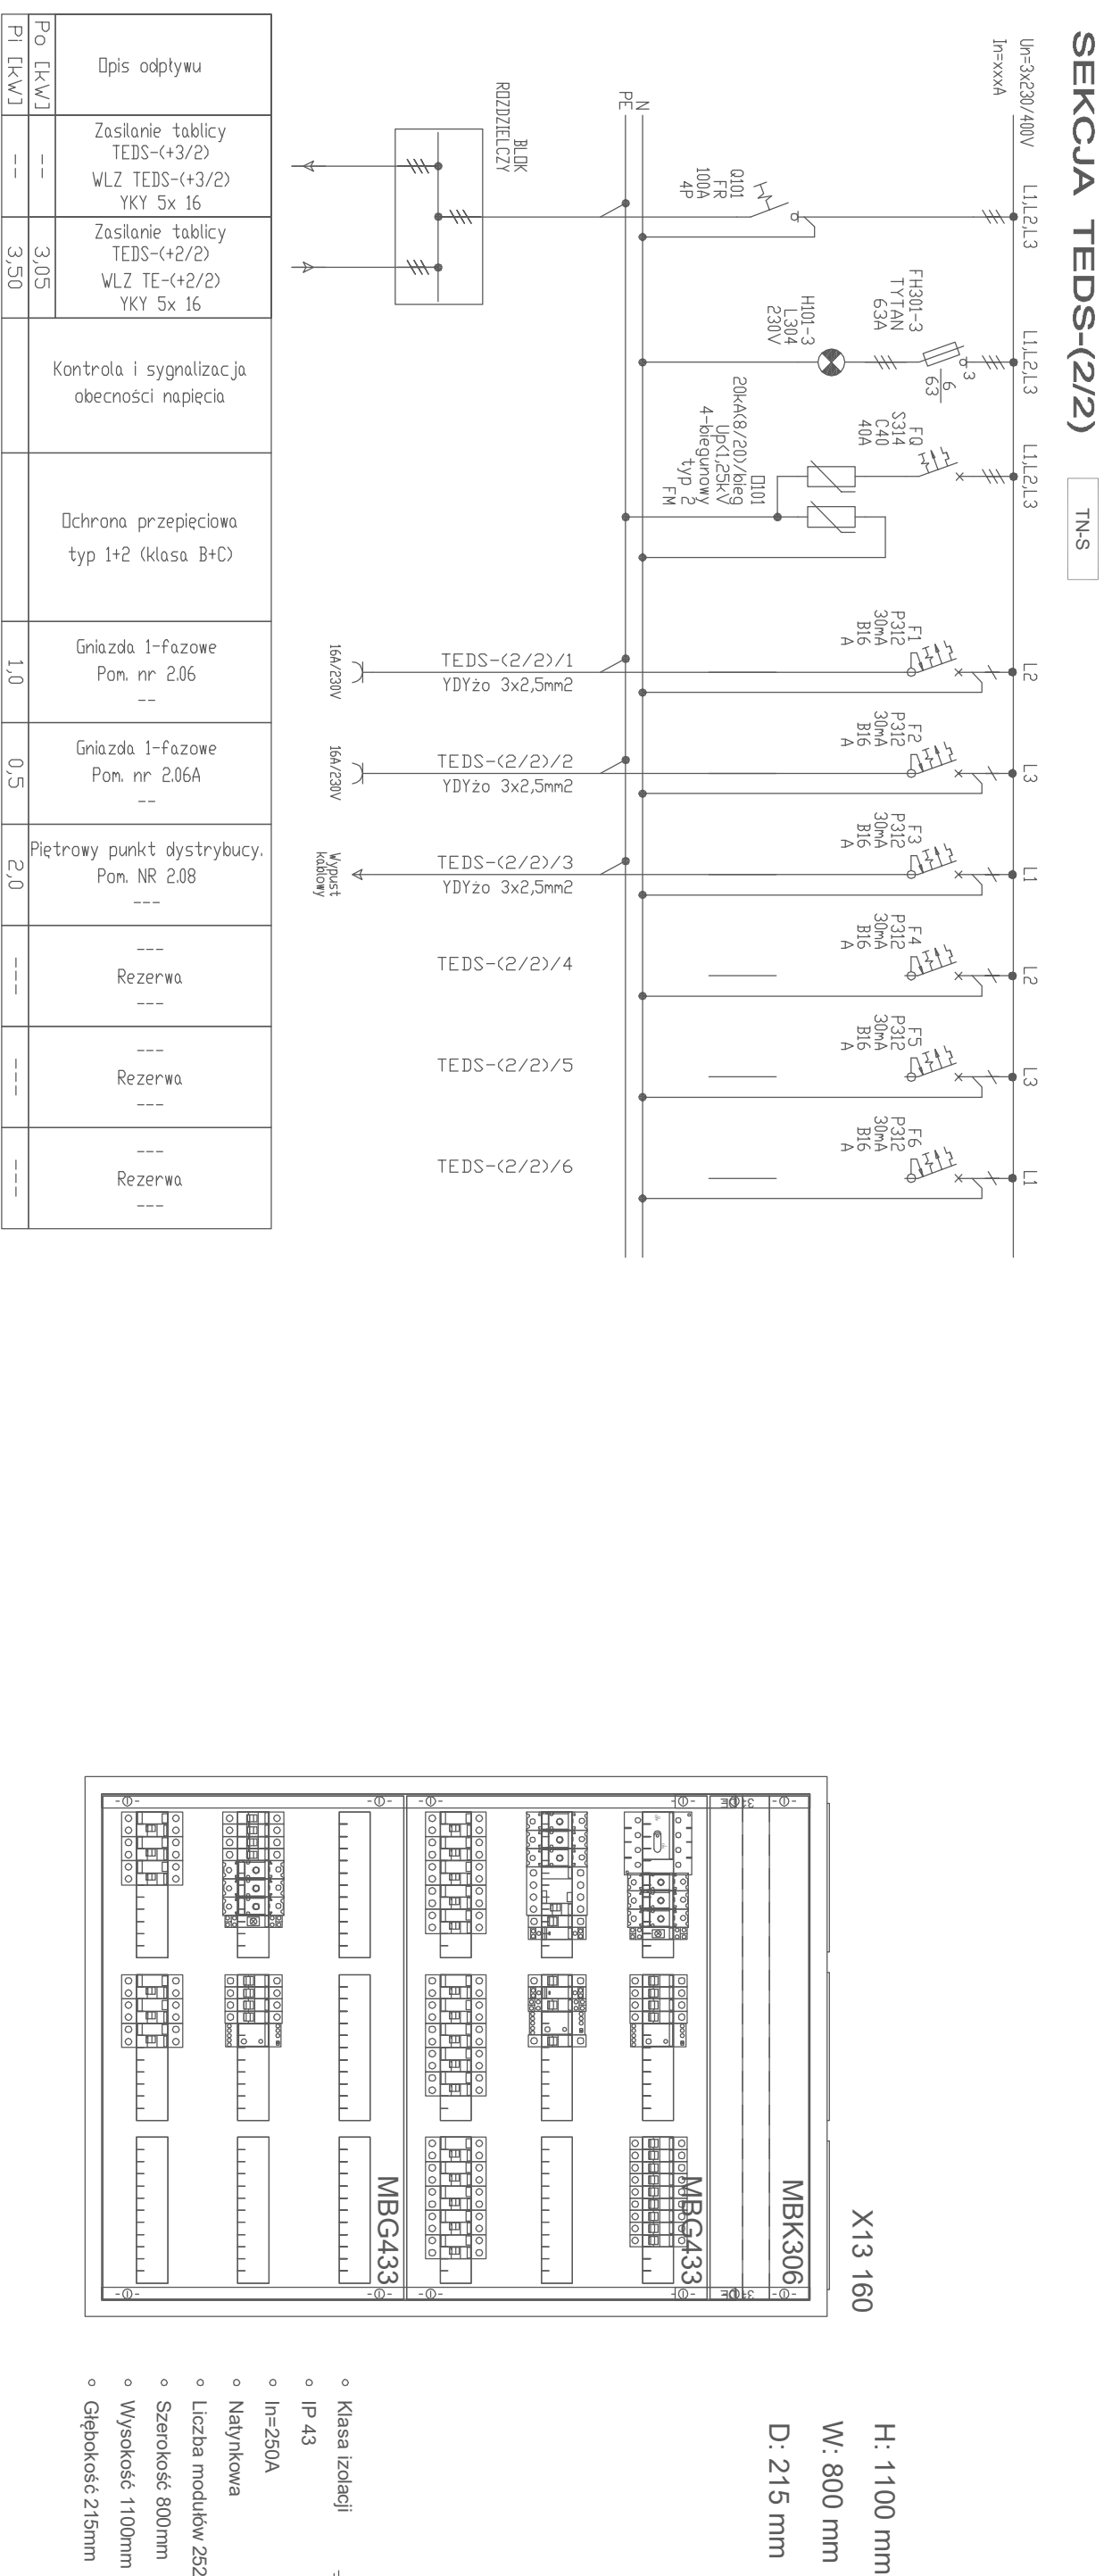 SEKCJA TEDS-(2/2)
TN-S
Un=3x230/400V
In=xxxA
L1,L2,L3
L1,L2,L3
L1,L2,L3
L2
L3
L1
L2
L3
L1
Q101
FR
100A
4P
FH301-3
TYTAN
63A
3
6
63
H101-3
L304
230V
FQ
S314
C40
40A
O101
20kA(8/20)/bieg
Up<1,25kV
4-biegunowy
typ 2
FM
F1
P312
30mA
B16
A
F2
P312
30mA
B16
A
F3
P312
30mA
B16
A
F4
P312
30mA
B16
A
F5
P312
30mA
B16
A
F6
P312
30mA
B16
A
N
PE
BLOK
ROZDZIELCZY
TEDS-(2/2)/1
YDYżo 3x2,5mm2
16A/230V
TEDS-(2/2)/2
YDYżo 3x2,5mm2
16A/230V
TEDS-(2/2)/3
YDYżo 3x2,5mm2
Wypust
kablowy
TEDS-(2/2)/4
TEDS-(2/2)/5
TEDS-(2/2)/6
Opis odpływu
Po [kW]
Pi [kW]
Zasilanie tablicy
TEDS-(+3/2)
WLZ TEDS-(+3/2)
YKY 5x 16
--
--
Zasilanie tablicy
TEDS-(+2/2)
WLZ TE-(+2/2)
YKY 5x 16
3,05
3,50
Kontrola i sygnalizacja
obecności napięcia
Ochrona przepięciowa
typ 1+2 (klasa B+C)
Gniazda 1-fazowe
Pom. nr 2.06
--
1,0
Gniazda 1-fazowe
Pom. nr 2.06A
--
0,5
Piętrowy punkt dystrybucy.
Pom. NR 2.08
---
2,0
---
Rezerwa
---
---
---
Rezerwa
---
---
---
Rezerwa
---
---
X13 160
MBK306
MBG433
MBG433
H: 1100 mm
W: 800 mm
D: 215 mm
° Klasa izolacji
° IP 43
° In=250A
° Natynkowa
° Liczba modułów 252
° Szerokość 800mm
° Wysokość 1100mm
° Głębokość 215mm